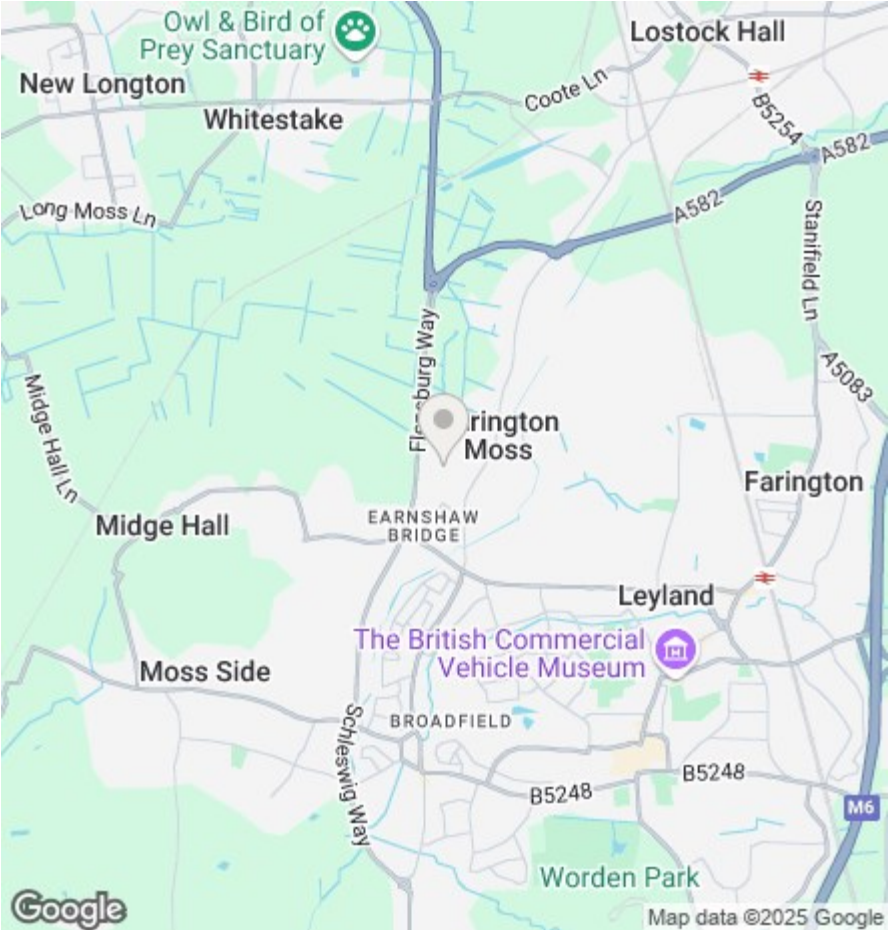 Owl & Bird of
Prey Sanctuary
Lostock Hall
New Longton
Coote Ln
Whitestake
B5254
A582
Long Moss Ln
A582
Stanifield Ln
Way
A5083
rington
Moss
Midge Hall Ln
Farington
Midge Hall
EARNSHAW
BRIDGE
Leyland
The British Commercial
Vehicle Museum
Moss Side
BROADFIELD
Schleswig Way
B5248
B5248
M6
Worden Park
Google
Map data ©2025 Google